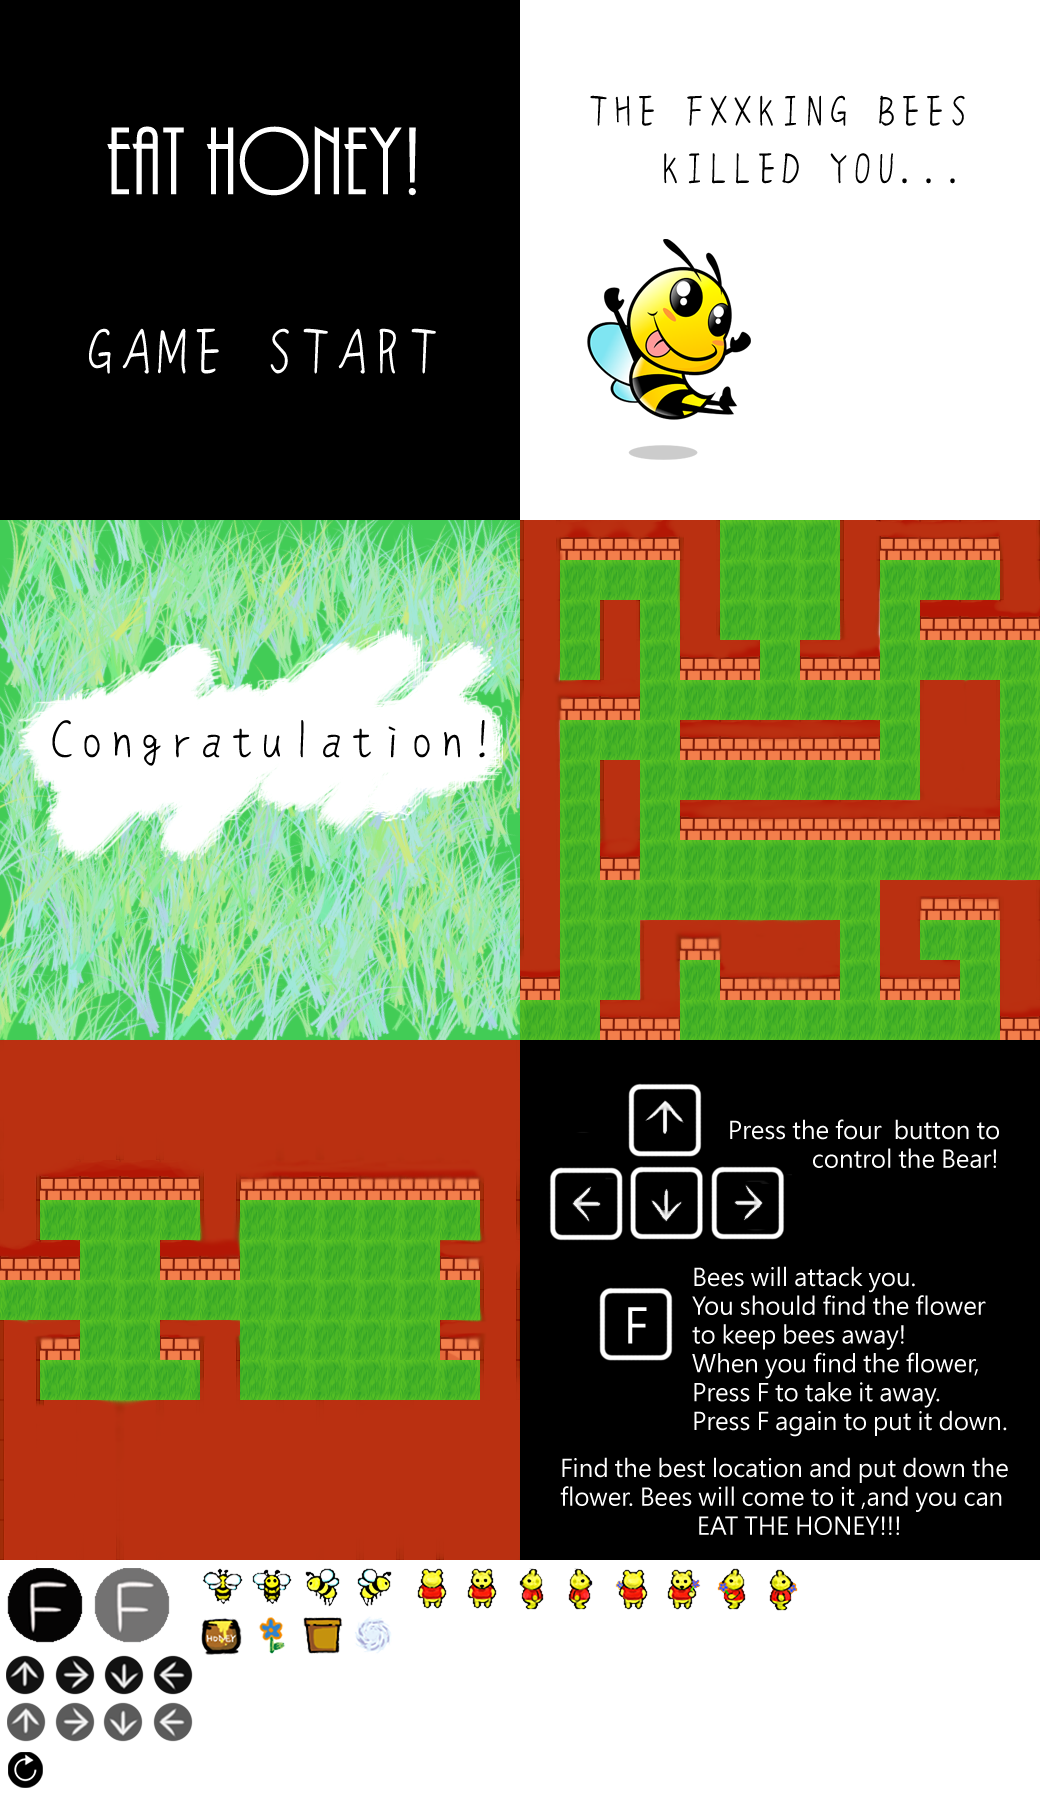 EAT HONEY!
GAME START
THE FXXKING BEES
KILLED YOU...
Congratulation!
Press the four  button to
control the Bear!
F
Bees will attack you.
You should find the flower
to keep bees away!
When you find the flower,
Press F to take it away.
Press F again to put it down.
Find the best location and put down the
flower. Bees will come to it ,and you can
EAT THE HONEY!!!
F F
HONEY